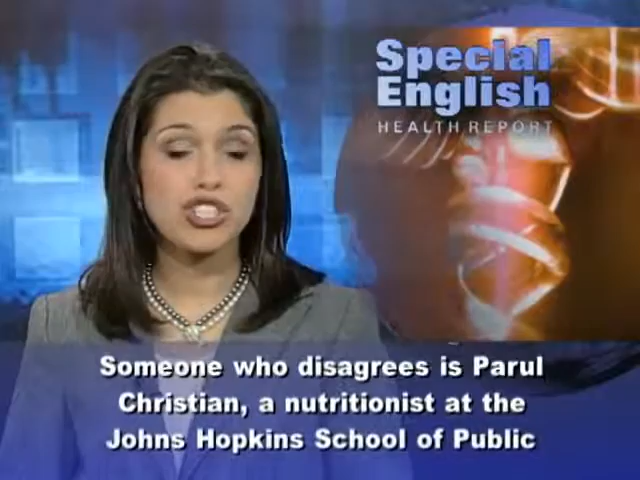 Special
English
HEALTH REPORT
Someone who disagrees is Parul
Christian, a nutritionist at the
Johns Hopkins School of Public